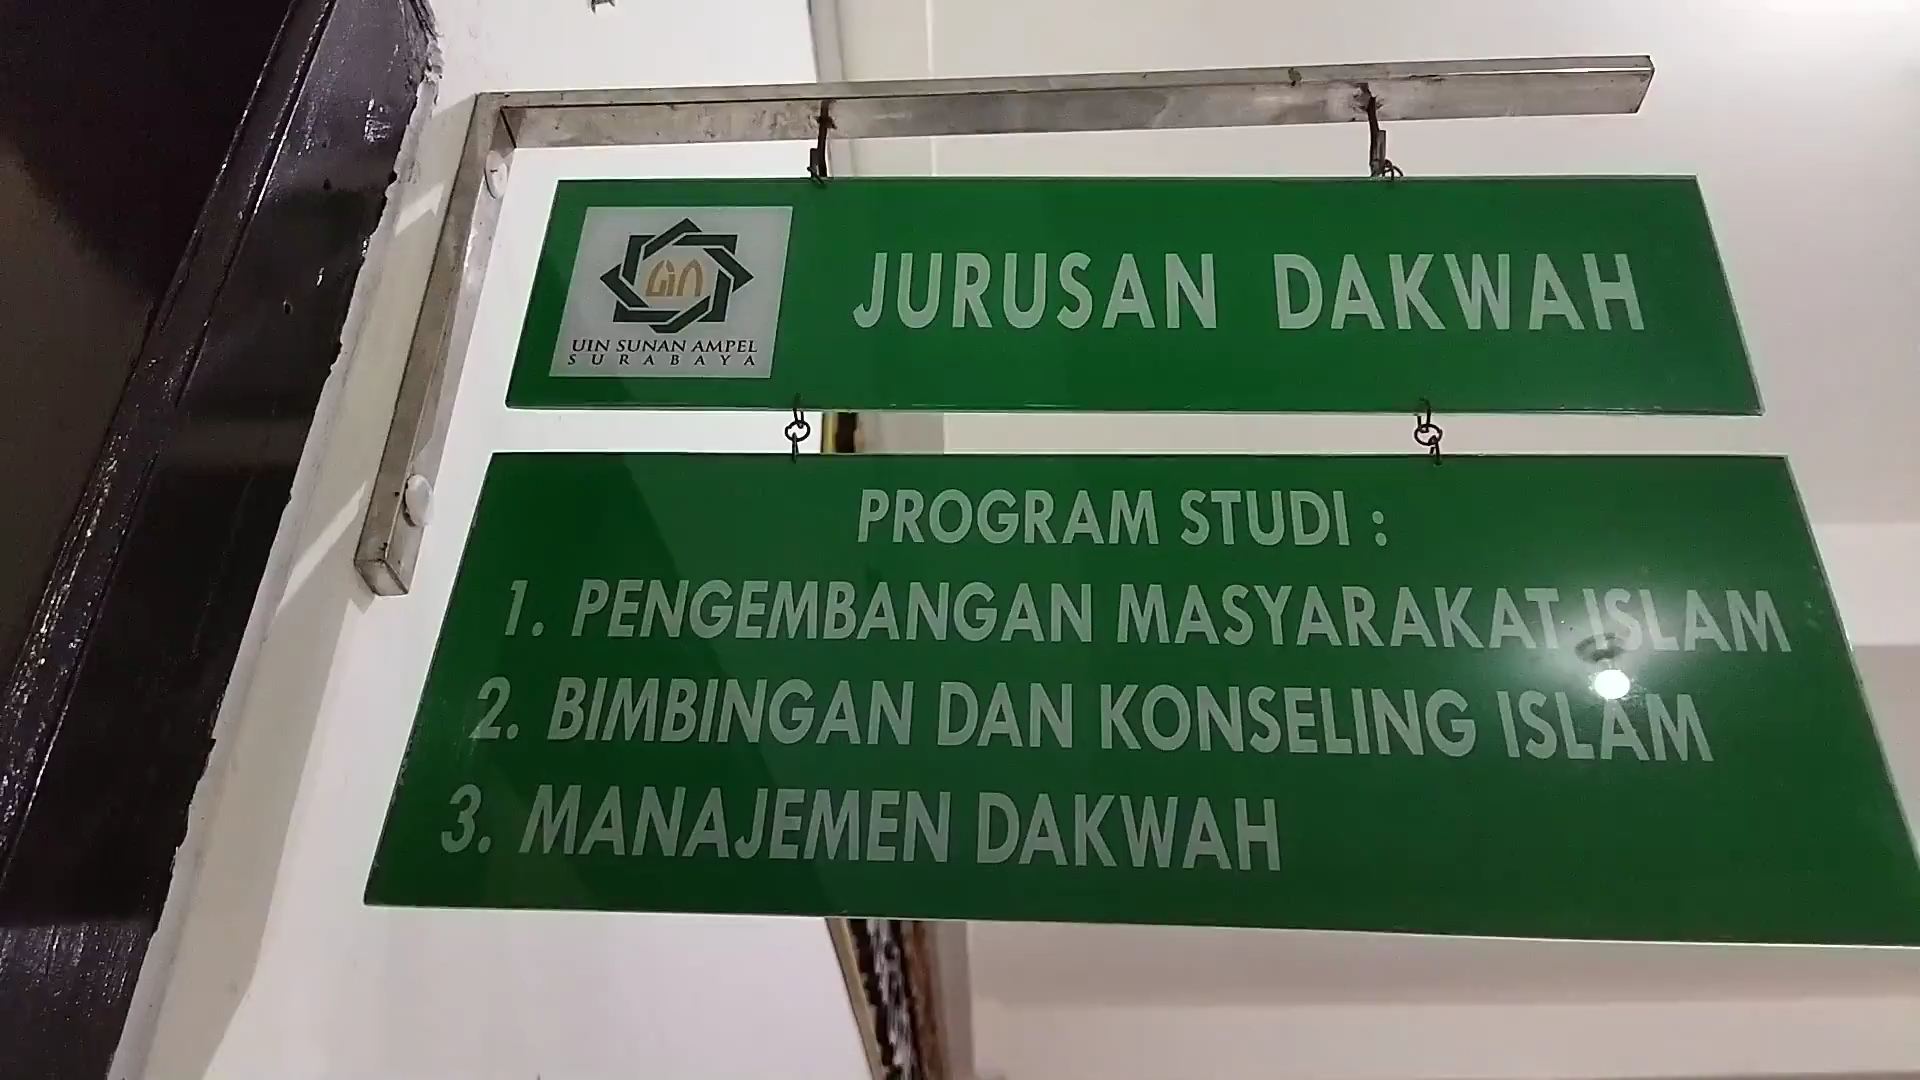 uin
UIN SUNAN AMPEL
SURABAYA
JURUSAN DAKWAH
PROGRAM STUDI :
1. PENGEMBANGAN MASYARAKAT ISLAM
2. BIMBINGAN DAN KONSELING ISLAM
3. MANAJEMEN DAKWAH